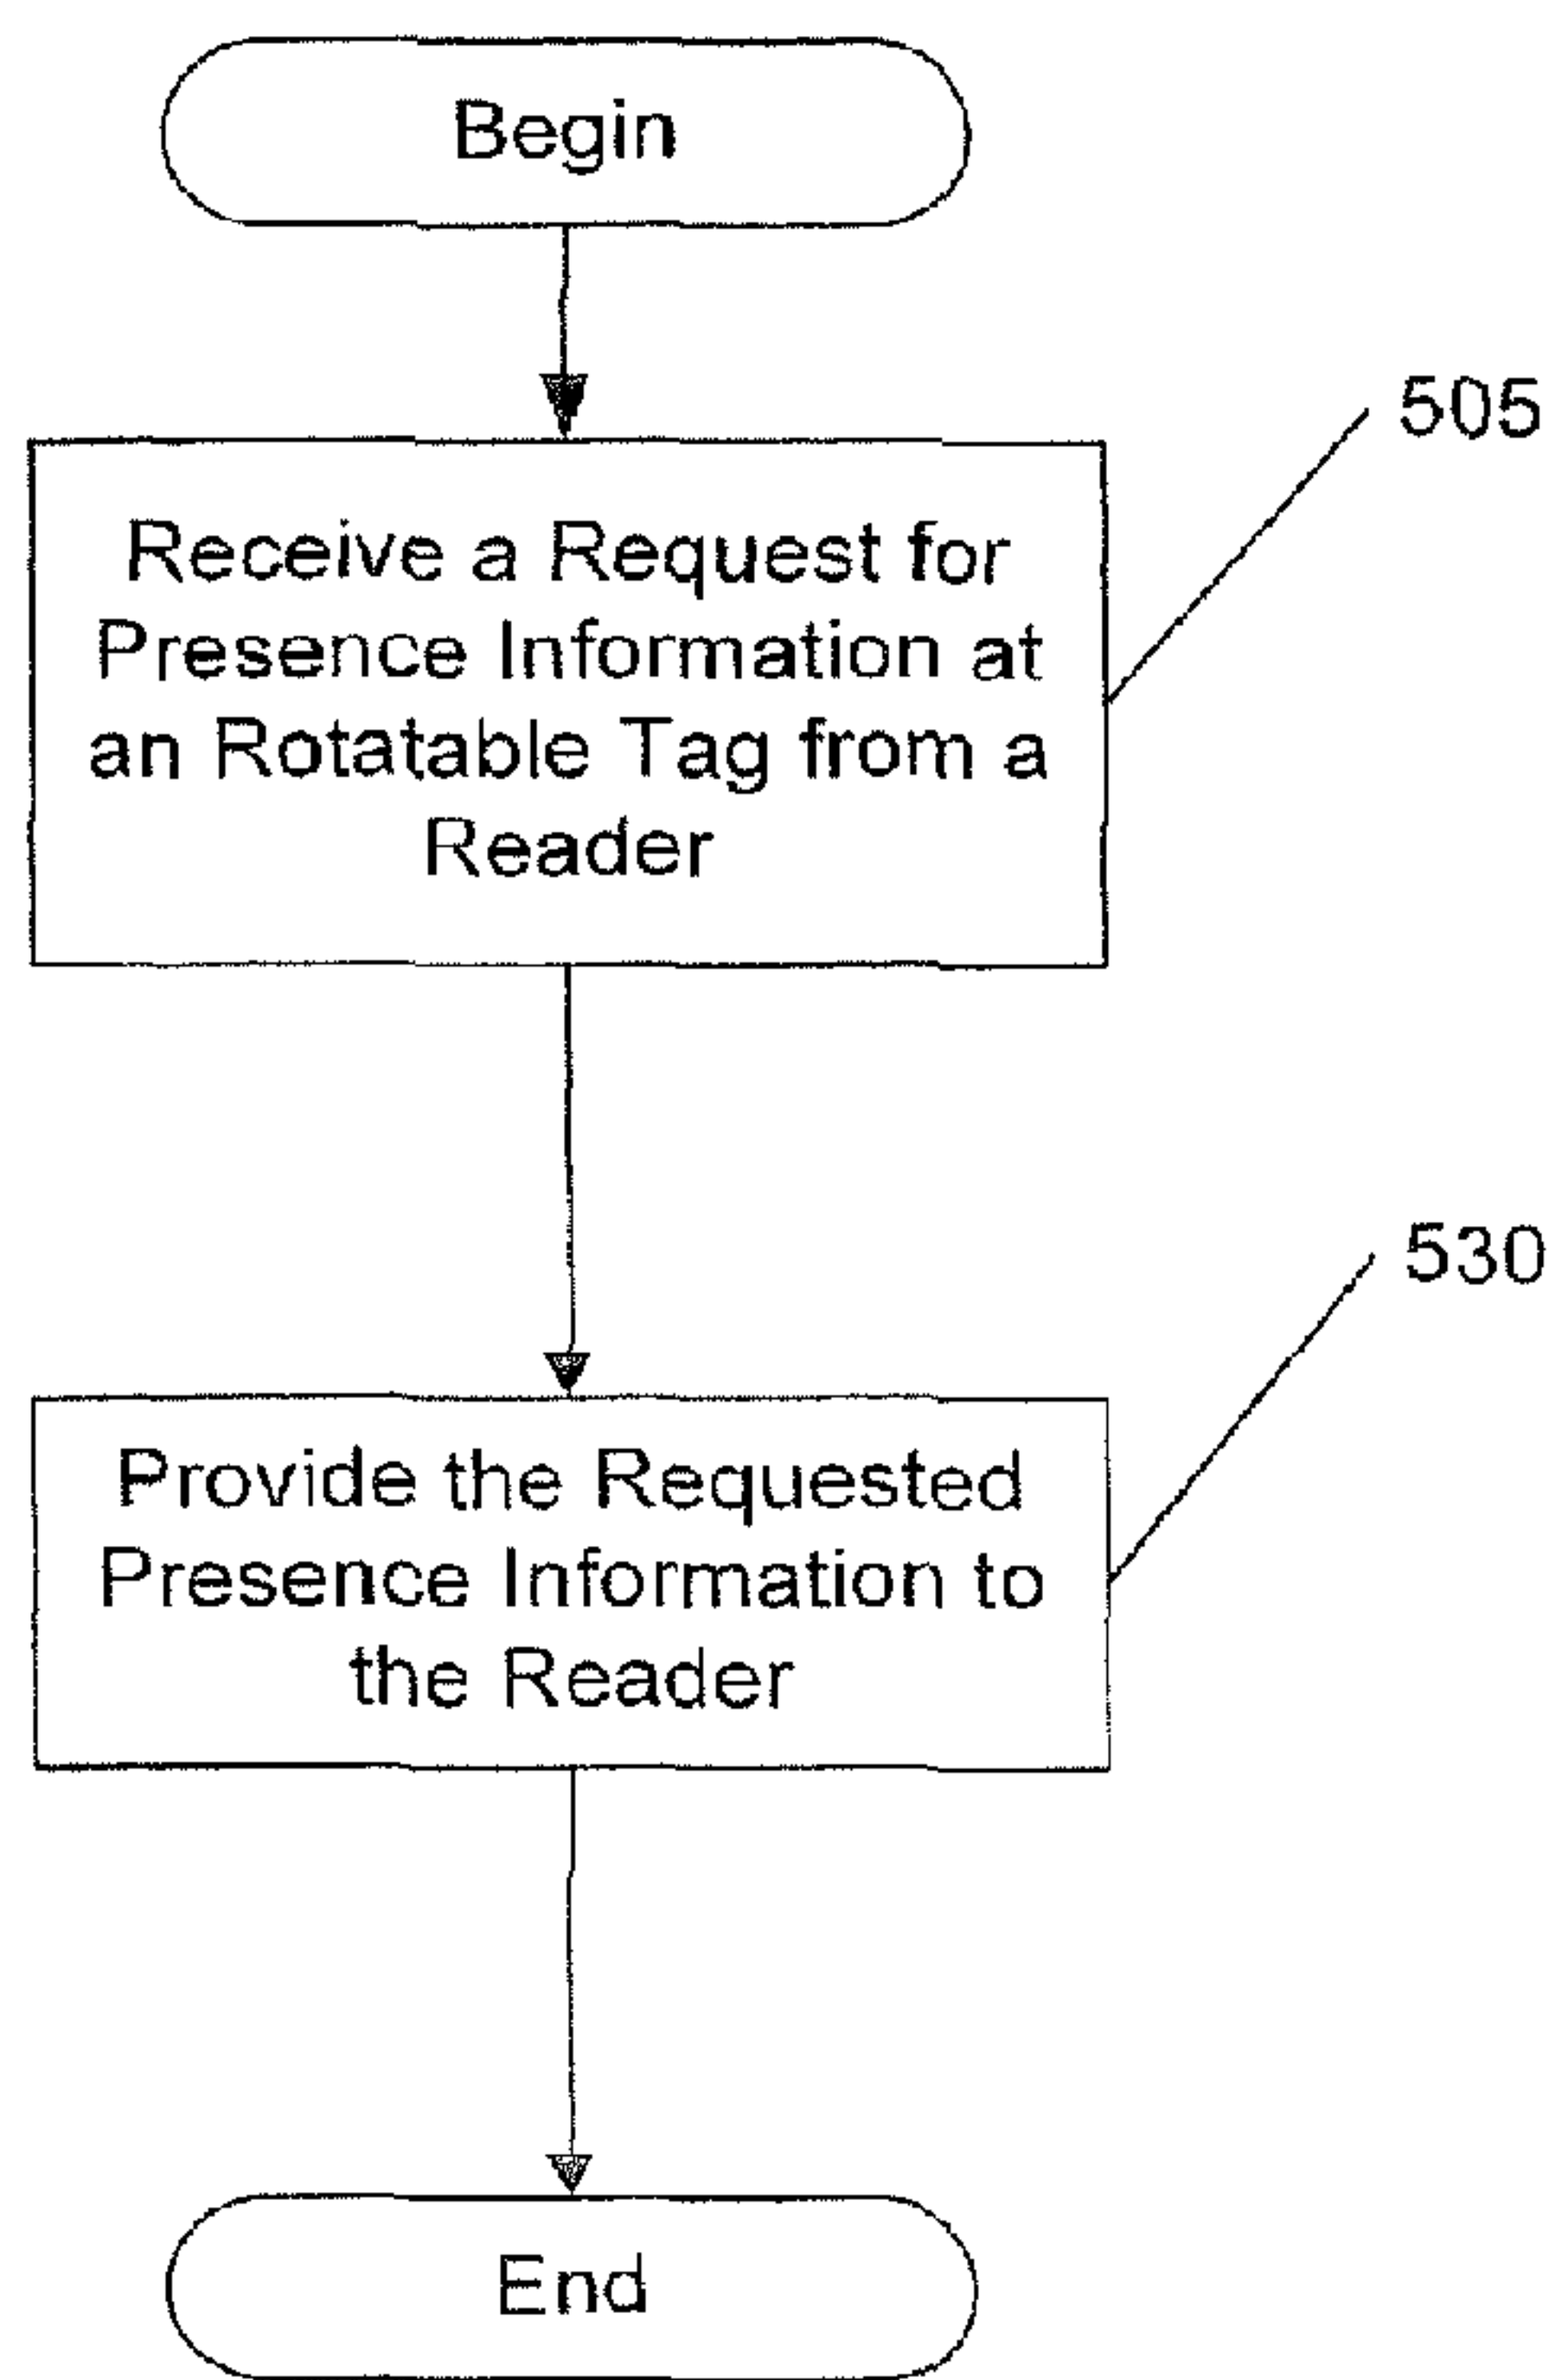 Begin
505
Receive a Request for
Presence Information at
an Rotatable Tag from a
Reader
530
Provide the Requested
Presence Information to
the Reader
End